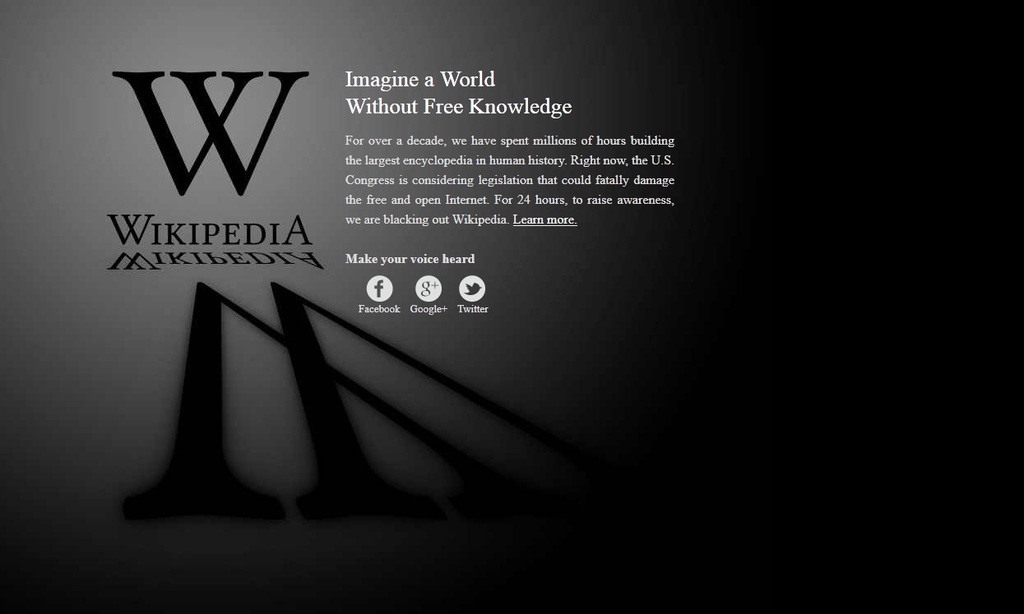 W
WIKIPEDIA
Imagine a World
Without Free Knowledge
For over a decade, we have spent millions of hours building
the largest encyclopedia in human history. Right now, the U.S.
Congress is considering legislation that could fatally damage
the free and open Internet. For 24 hours, to raise awareness,
we are blacking out Wikipedia. Learn more.
Make your voice heard
Facebook Google+ Twitter